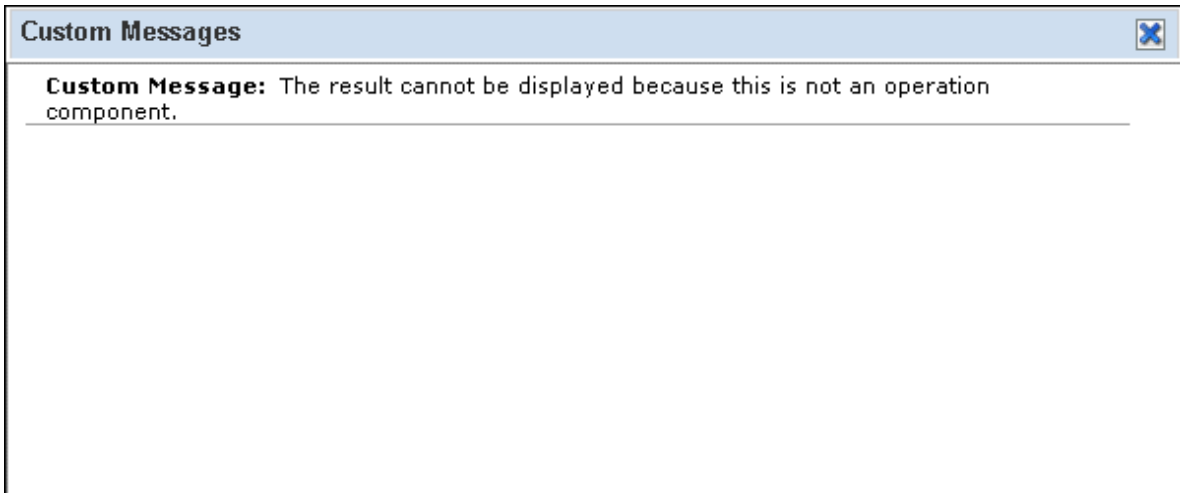 Custom Messages
Custom Message: The result cannot be displayed because this is not an operation
component.